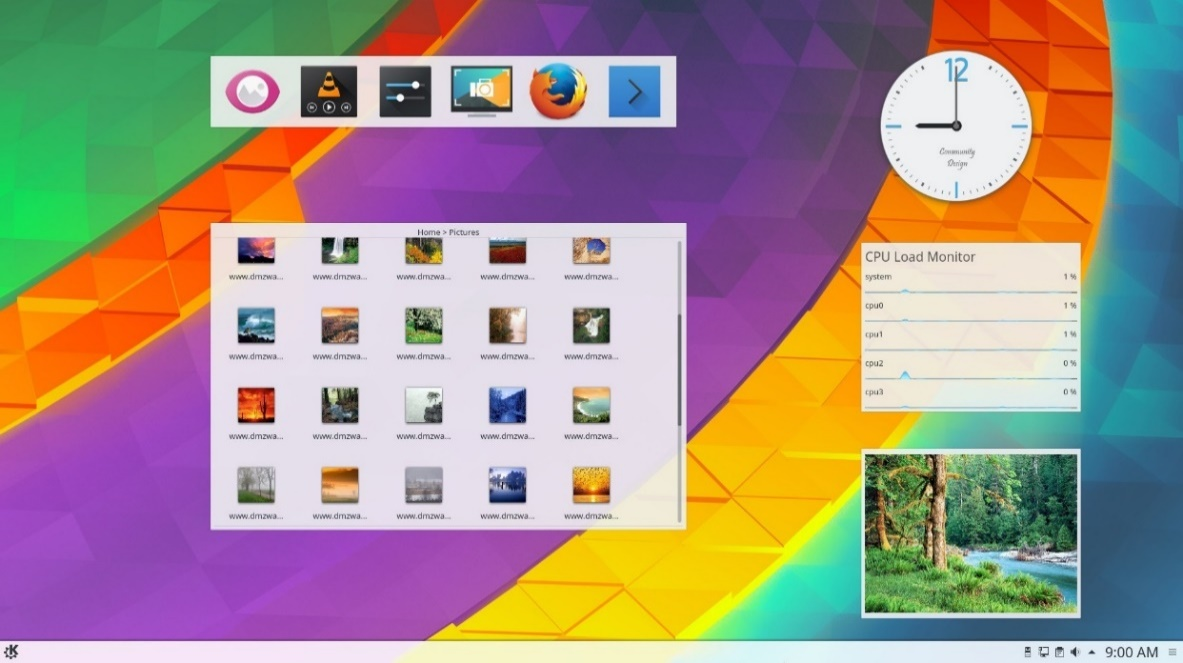 12
Community
Design
Home > Pictures
www.dmzwa... www.dmzwa... www.dmzwa... www.dmzwa... www.dmzwa...
www.dmzwa... www.dmzwa... www.dmzwa... www.dmzwa... www.dmzwa...
www.dmzwa... www.dmzwa... www.dmzwa... www.dmzwa... www.dmzwa...
www.dmzwa... www.dmzwa... www.dmzwa... www.dmzwa... www.dmzwa...
CPU Load Monitor
system 1 %
cpu0 1 %
cpu1 1 %
cpu2 0 %
cpu3 0 %
9:00 AM